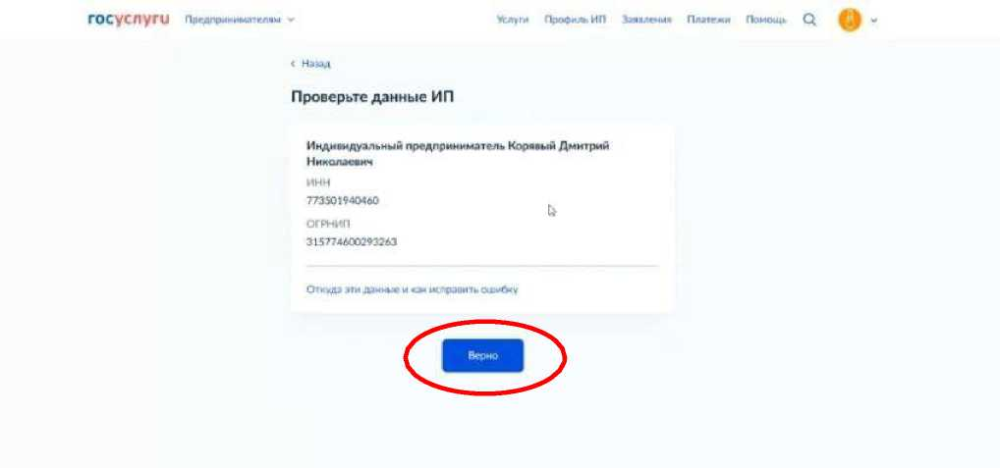 госуслуги Предпринимателям Услуги Профиль ИП Заявления Платежи Помощь
Назад
Проверьте данные ИП
Индивидуальный предприниматель Корявый Дмитрий
Николаевич
ИНН
773501940460
ОГРНИП
315774600293263
Откуда эти данные и как исправить ошибку
Верно